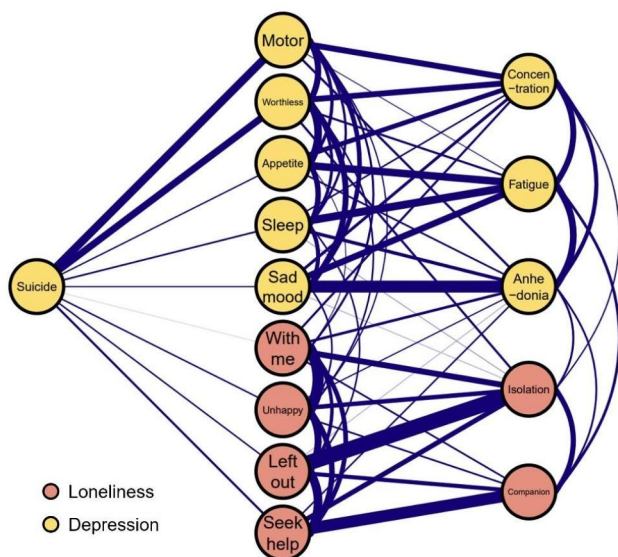 Motor
Worthless
Appetite
Sleep
Sad
mood
With
me
Unhappy
Left
out
Seek
help
Suicide
Concen
-tration
Fatigue
Anhe
-donia
Isolation
Companion
Loneliness
Depression